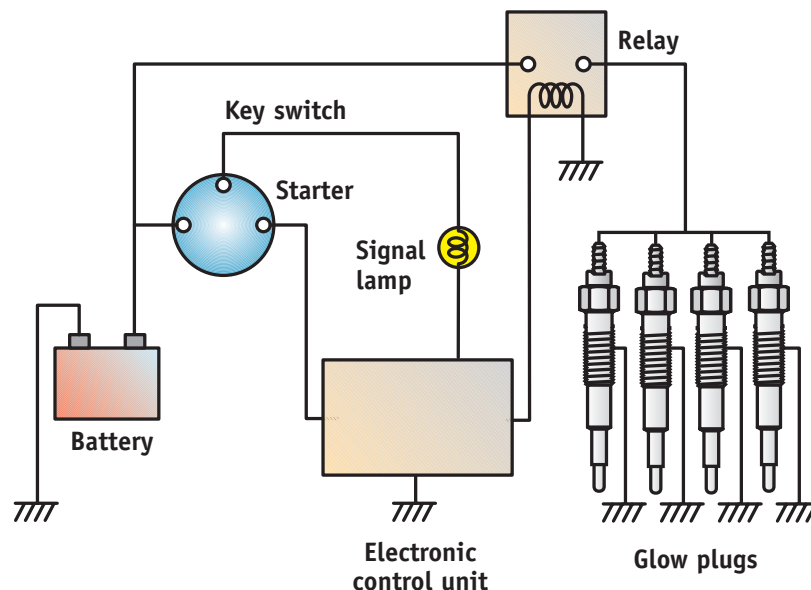 Relay
Key switch
Starter
Signal
lamp
Battery
Electronic
control unit
Glow plugs